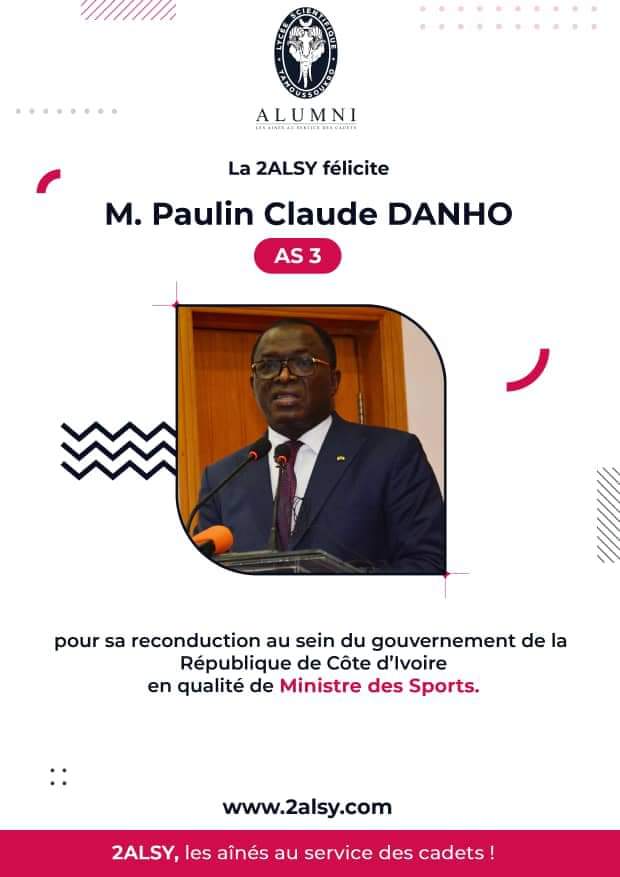 LYCÉE SCIENTIFIQUE
YAMOUSSOUKRO
ALUMNI
LES AINÉS AU SERVICE DES CADETS
La 2ALSY félicite
M. Paulin Claude DANHO
AS 3
pour sa reconduction au sein du gouvernement de la
République de Côte d’Ivoire
en qualité de Ministre des Sports.
www.2alsy.com
2ALSY, les aînés au service des cadets !